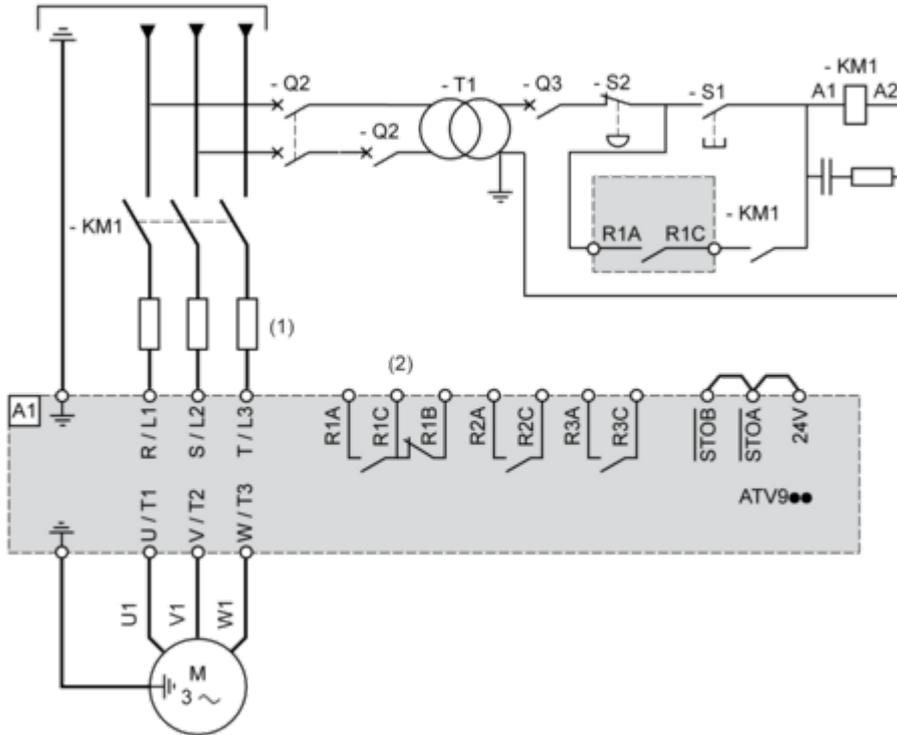 - Q2
- T1
- Q3
- S2
- S1
- KM1
A1
A2
- Q2
- KM1
- KM1
R1A
R1C
(1)
(2)
A1
R / L1
S / L2
T / L3
R1A
R1C
R1B
R2A
R2C
R3A
R3C
STOB
STOA
24V
ATV9●●
U / T1
V / T2
W / T3
U1
V1
W1
M
3 ~